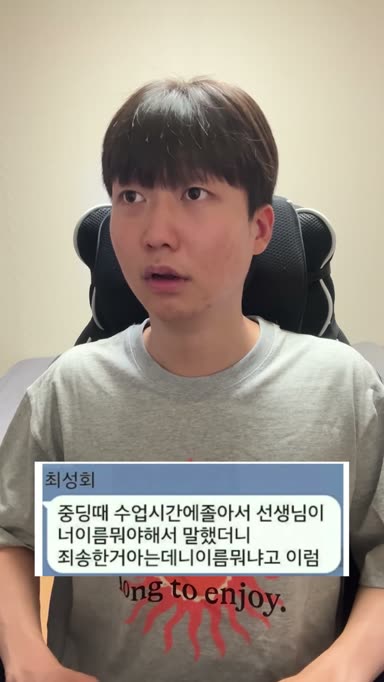 최성회
중딩때 수업시간에졸아서 선생님이
너이름뭐야해서 말했더니
죄송한거아는데니이름뭐냐고 이럼
ong to enjoy.